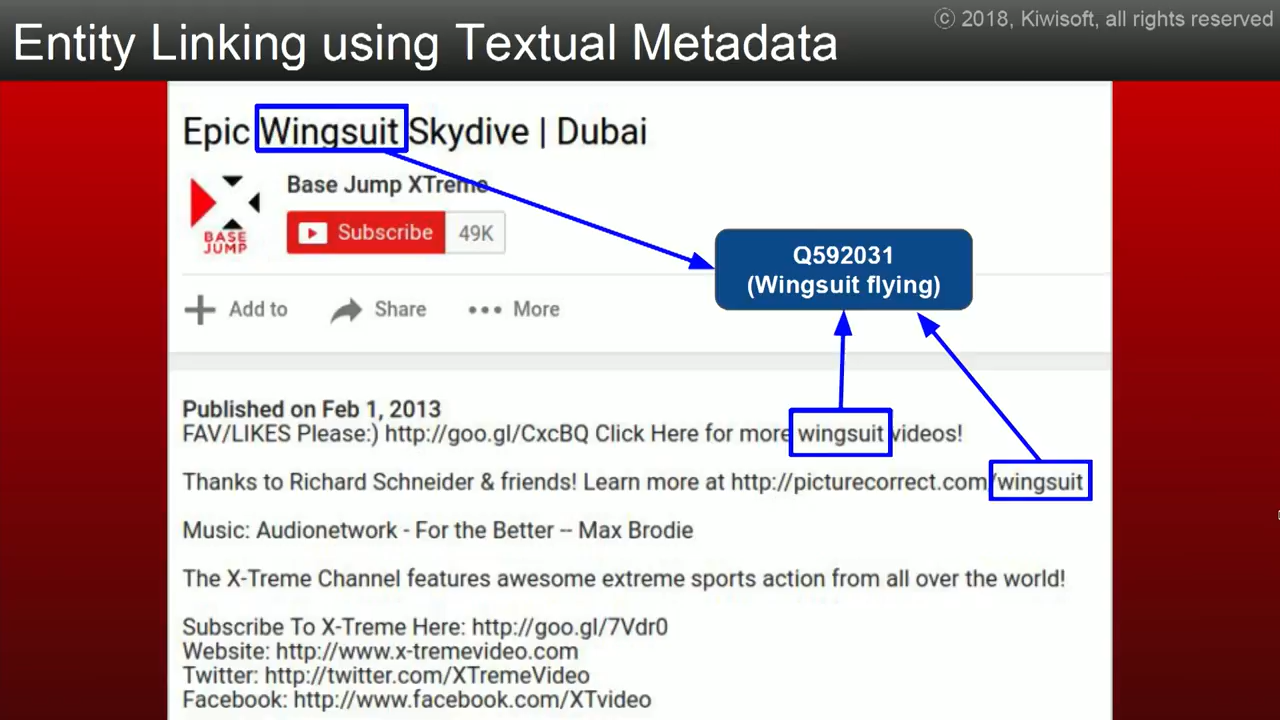 © 2018, Kiwisoft, all rights reserved
Entity Linking using Textual Metadata
Epic Wingsuit Skydive | Dubai
Base Jump XTreme
BASE
JUMP
Subscribe 49K
Q592031
(Wingsuit flying)
Add to Share More
Published on Feb 1, 2013
FAV/LIKES Please:) http://goo.gl/CxcBQ Click Here for more wingsuit videos!
Thanks to Richard Schneider & friends! Learn more at http://picturecorrect.com/wingsuit
Music: Audionetwork - For the Better -- Max Brodie
The X-Treme Channel features awesome extreme sports action from all over the world!
Subscribe To X-Treme Here: http://goo.gl/7Vdr0
Website: http://www.x-tremevideo.com
Twitter: http://twitter.com/XTremeVideo
Facebook: http://www.facebook.com/XTvideo